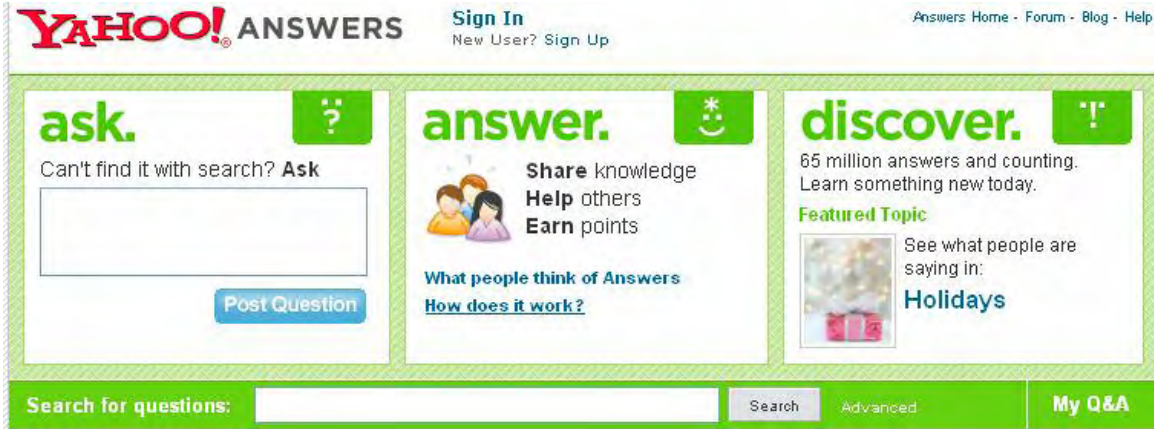 YAHOO! ANSWERS
Sign In
New User? Sign Up
Answers Home - Forum - Blog - Help
ask.
?
Can't find it with search? Ask
Post Question
answer.
Share knowledge
Help others
Earn points
What people think of Answers
How does it work?
discover.
!
65 million answers and counting.
Learn something new today.
Featured Topic
See what people are
saying in:
Holidays
Search for questions:
Search
Advanced
My Q&A